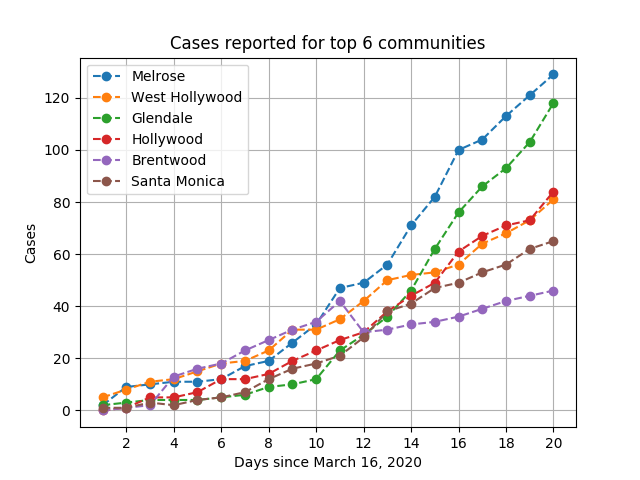 Cases reported for top 6 communities
Melrose
West Hollywood
Glendale
Hollywood
Brentwood
Santa Monica
120
100
80
60
40
20
0
Cases
2 4 6 8 10 12 14 16 18 20
Days since March 16, 2020